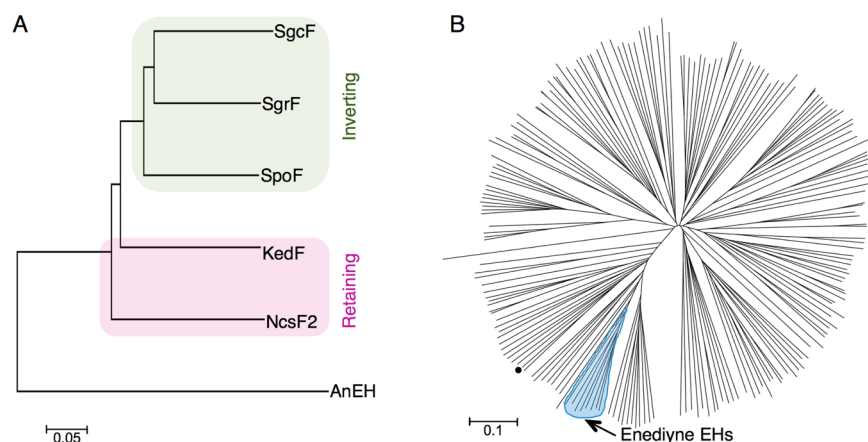 A
SgcF
SgrF
SpoF
KedF
NcsF2
AnEH
Inverting
Retaining
0.05
B
0.1
Enediyne EHs